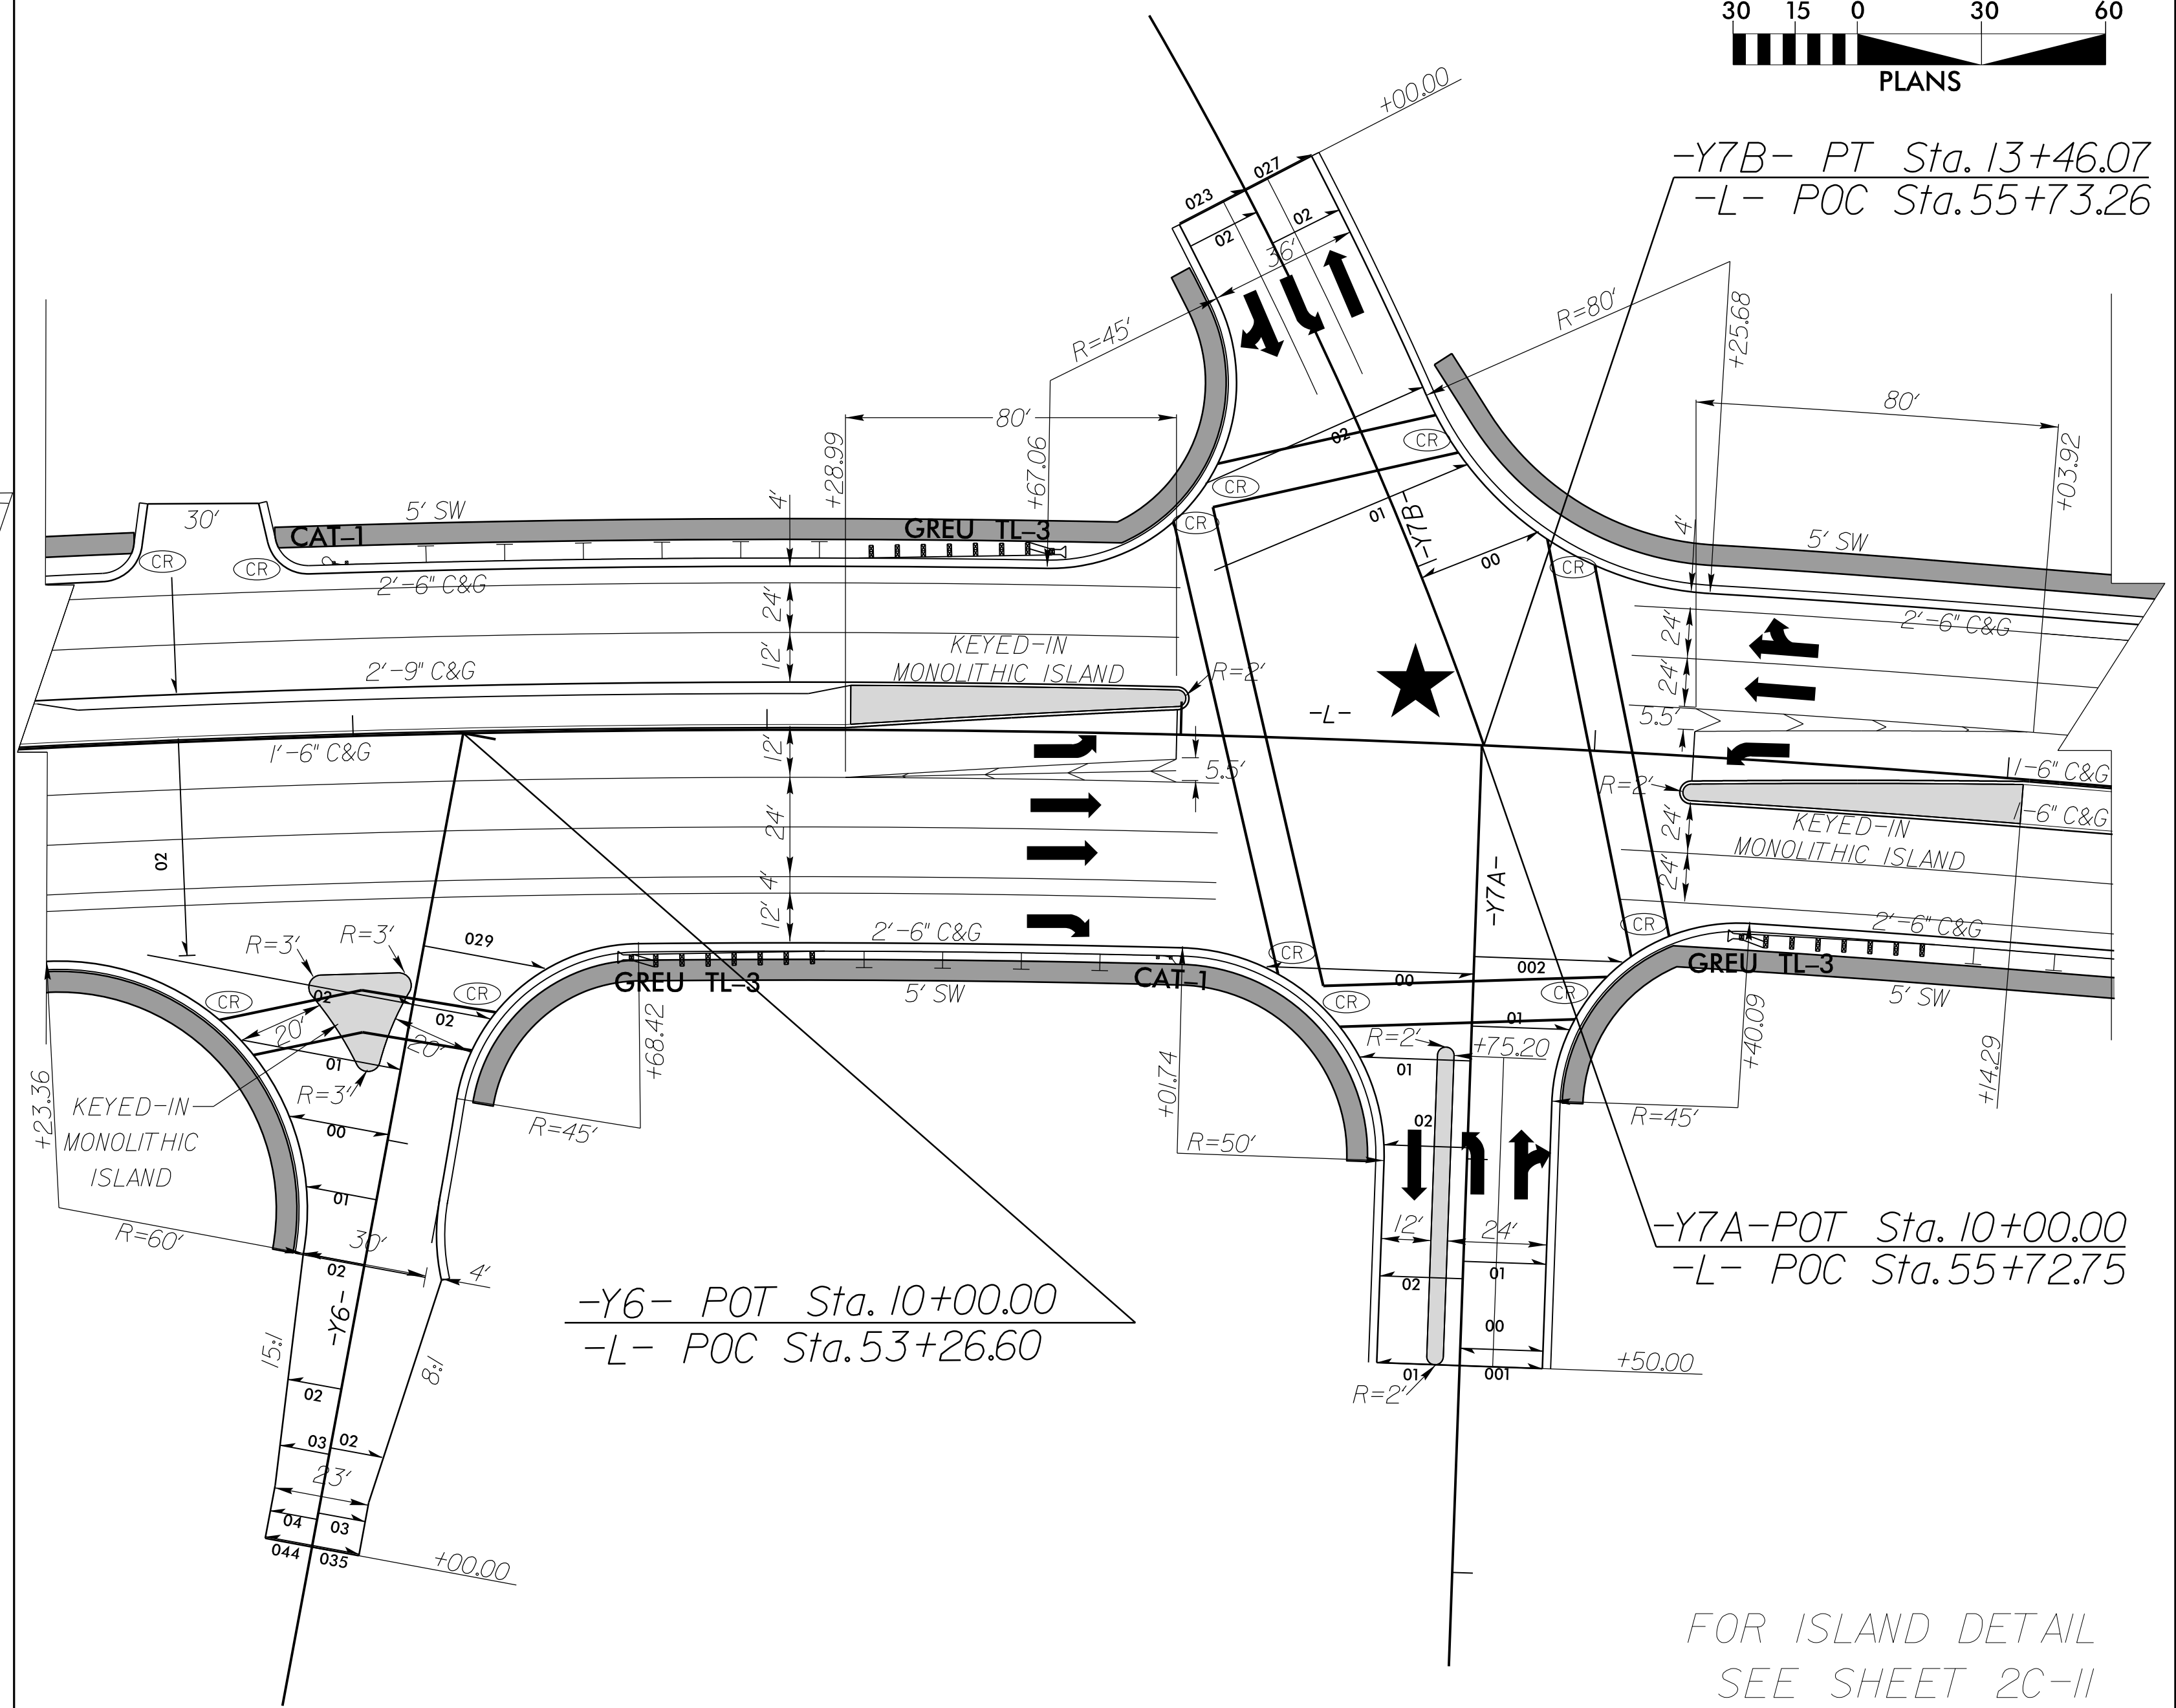 30 15 0 30 60
PLANS
+00.00
-Y7B- PT Sta. 13+46.07
-L- POC Sta. 55+73.26
023
027
02
02
36'
R=45'
R=80'
+25.68
80'
+03.92
80'
+28.99
+67.06
4'
02
CR
CR
CR
CR
01
-Y7B-
00
4'
5' SW
30'
5' SW
CAT-1
GREU TL-3
CR
CR
2'-6" C&G
24'
12'
2'-6" C&G
24'
24'
KEYED-IN
MONOLITHIC ISLAND
R=2'
2'-9" C&G
-L-
5.5'
1'-6" C&G
12'
5.5'
1'-6" C&G
R=2'
1'-6" C&G
KEYED-IN
MONOLITHIC ISLAND
24'
24'
02
24'
4'
12'
-Y7A-
R=3'
R=3'
029
2'-6" C&G
CR
2'-6" C&G
CR
GREU TL-3
CAT-1
5' SW
00
002
GREU TL-3
5' SW
CR
CR
02
02
CR
CR
20'
20'
01
R=3'
+68.42
+01.74
R=2'
01
+75.20
+40.09
+14.29
01
+23.36
KEYED-IN
MONOLITHIC
ISLAND
00
R=45'
R=50'
02
R=45'
01
R=60'
30'
02
4'
12'
24'
-Y7A-POT Sta. 10+00.00
-L- POC Sta. 55+72.75
-Y6- POT Sta. 10+00.00
-L- POC Sta. 53+26.60
02
01
-Y6-
15:1
8:1
00
01
001
+50.00
R=2'
02
03
02
23'
04
03
044
035
+00.00
FOR ISLAND DETAIL
SEE SHEET 2C-11